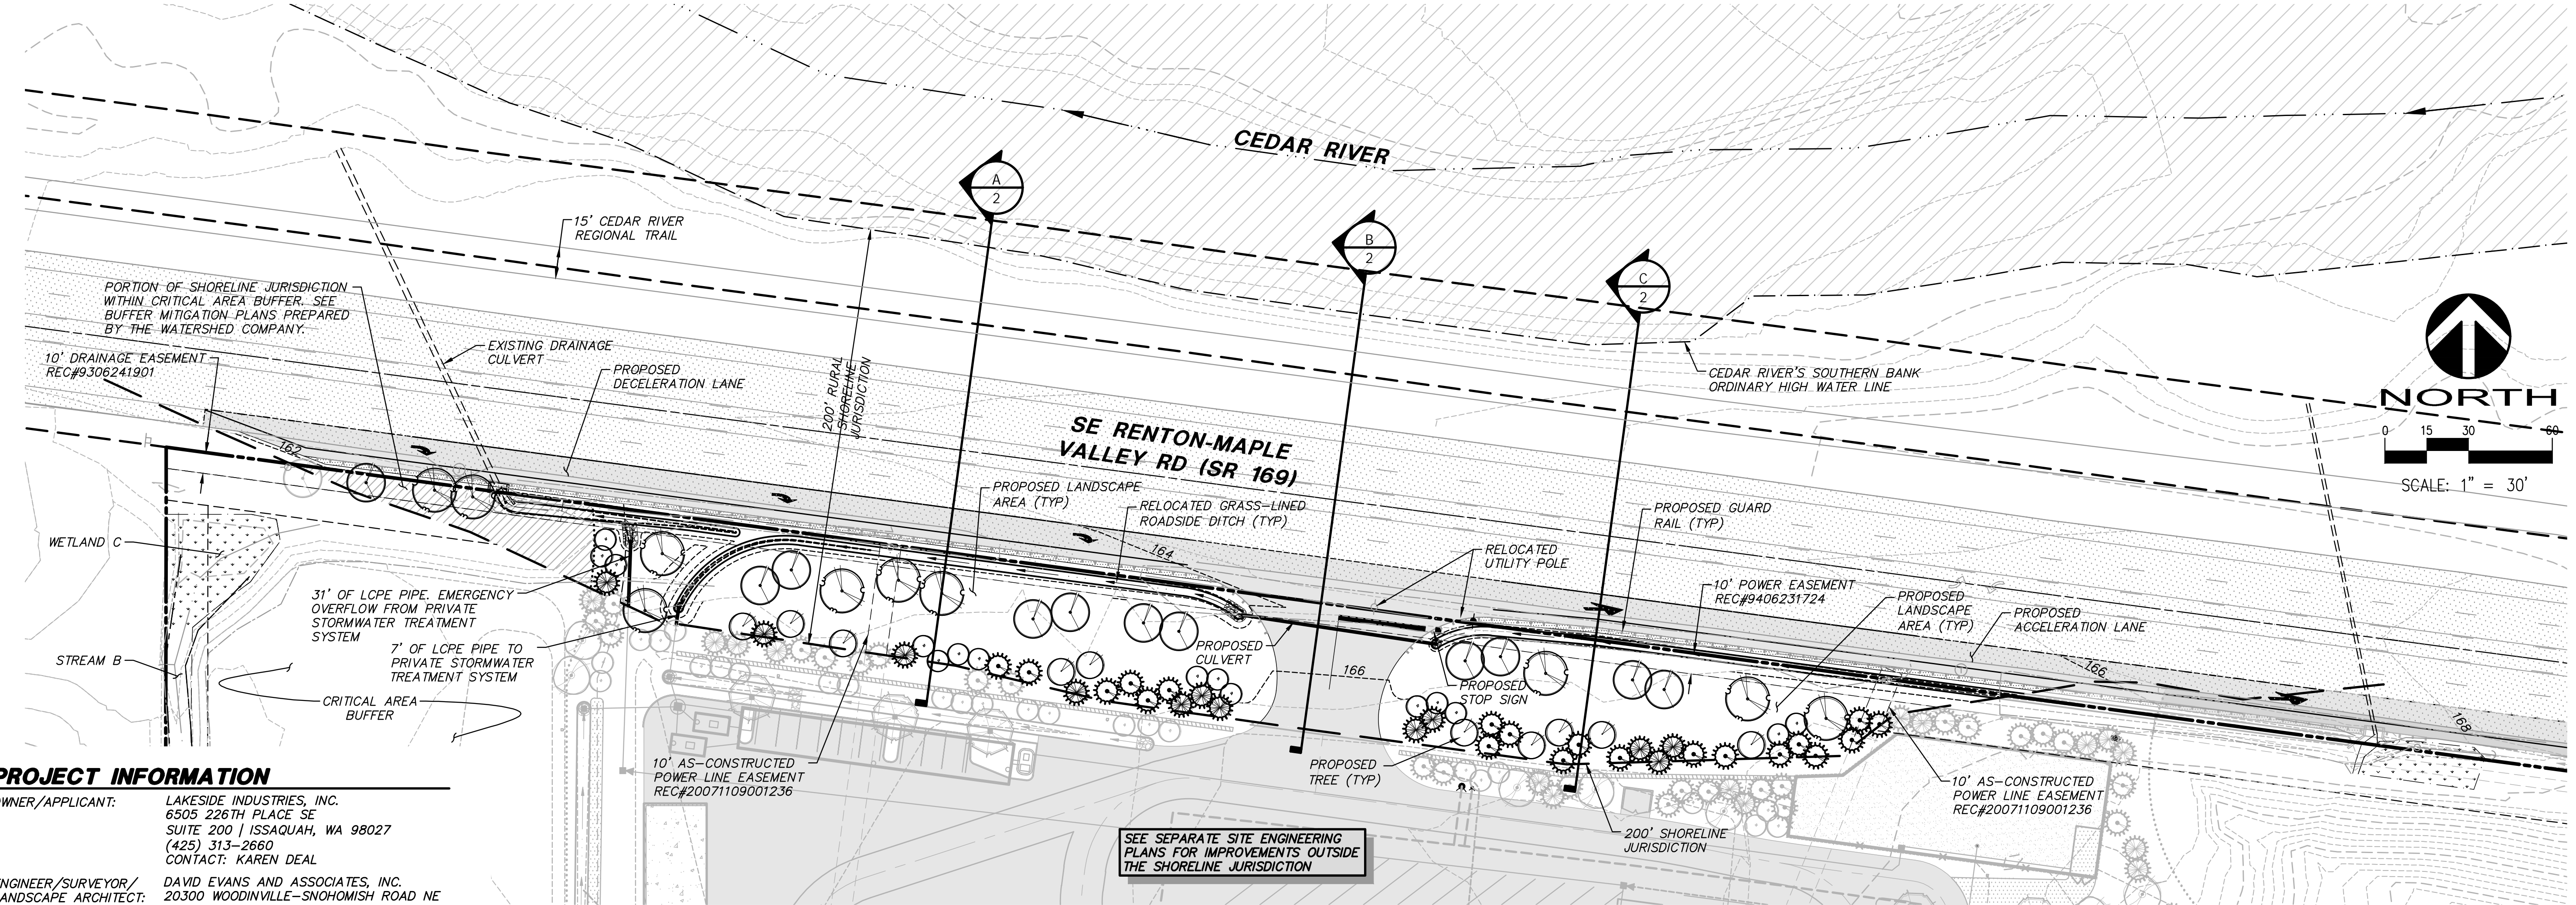 CEDAR RIVER
A
2
B
2
C
2
15' CEDAR RIVER
REGIONAL TRAIL
PORTION OF SHORELINE JURISDICTION
WITHIN CRITICAL AREA BUFFER. SEE
BUFFER MITIGATION PLANS PREPARED
BY THE WATERSHED COMPANY.
10' DRAINAGE EASEMENT
REC#9306241901
EXISTING DRAINAGE
CULVERT
PROPOSED
DECELERATION LANE
200' RURAL
SHORELINE
JURISDICTION
CEDAR RIVER'S SOUTHERN BANK
ORDINARY HIGH WATER LINE
NORTH
0 15 30 60
SCALE: 1" = 30'
SE RENTON-MAPLE
VALLEY RD (SR 169)
162
PROPOSED LANDSCAPE
AREA (TYP)
RELOCATED GRASS-LINED
ROADSIDE DITCH (TYP)
164
RELOCATED
UTILITY POLE
PROPOSED GUARD
RAIL (TYP)
10' POWER EASEMENT
REC#9406231724
PROPOSED
LANDSCAPE
AREA (TYP)
PROPOSED
ACCELERATION LANE
WETLAND C
31' OF LCPE PIPE. EMERGENCY
OVERFLOW FROM PRIVATE
STORMWATER TREATMENT
SYSTEM
7' OF LCPE PIPE TO
PRIVATE STORMWATER
TREATMENT SYSTEM
STREAM B
CRITICAL AREA
BUFFER
PROPOSED
CULVERT
166
PROPOSED
STOP SIGN
166
168
10' AS-CONSTRUCTED
POWER LINE EASEMENT
REC#20071109001236
PROPOSED
TREE (TYP)
200' SHORELINE
JURISDICTION
10' AS-CONSTRUCTED
POWER LINE EASEMENT
REC#20071109001236
SEE SEPARATE SITE ENGINEERING
PLANS FOR IMPROVEMENTS OUTSIDE
THE SHORELINE JURISDICTION
PROJECT INFORMATION
OWNER/APPLICANT: LAKESIDE INDUSTRIES, INC.
6505 226TH PLACE SE
SUITE 200 | ISSAQUAH, WA 98027
(425) 313-2660
CONTACT: KAREN DEAL
ENGINEER/SURVEYOR/ DAVID EVANS AND ASSOCIATES, INC.
LANDSCAPE ARCHITECT: 20300 WOODINVILLE-SNOHOMISH ROAD NE